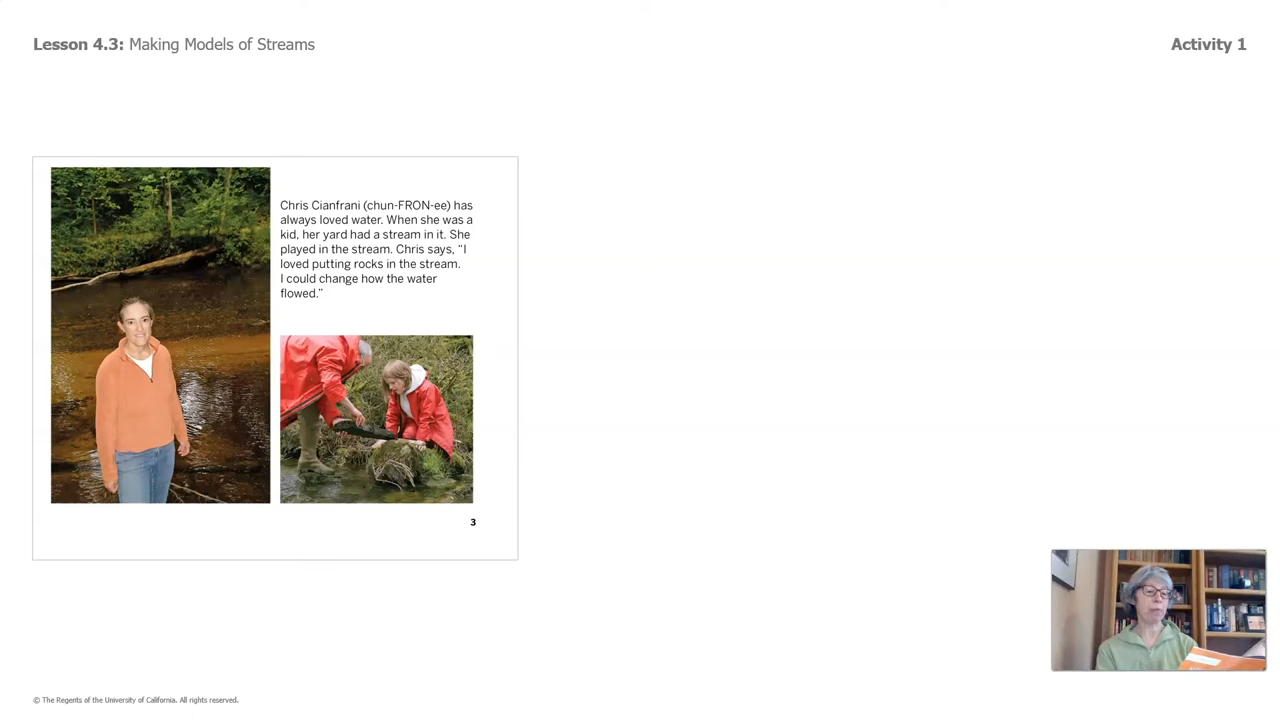 Lesson 4.3: Making Models of Streams
Activity 1
Chris Cianfrani (chun-FRON-ee) has
always loved water. When she was a
kid, her yard had a stream in it. She
played in the stream. Chris says, “I
loved putting rocks in the stream.
I could change how the water
flowed.”
3
© The Regents of the University of California. All rights reserved.